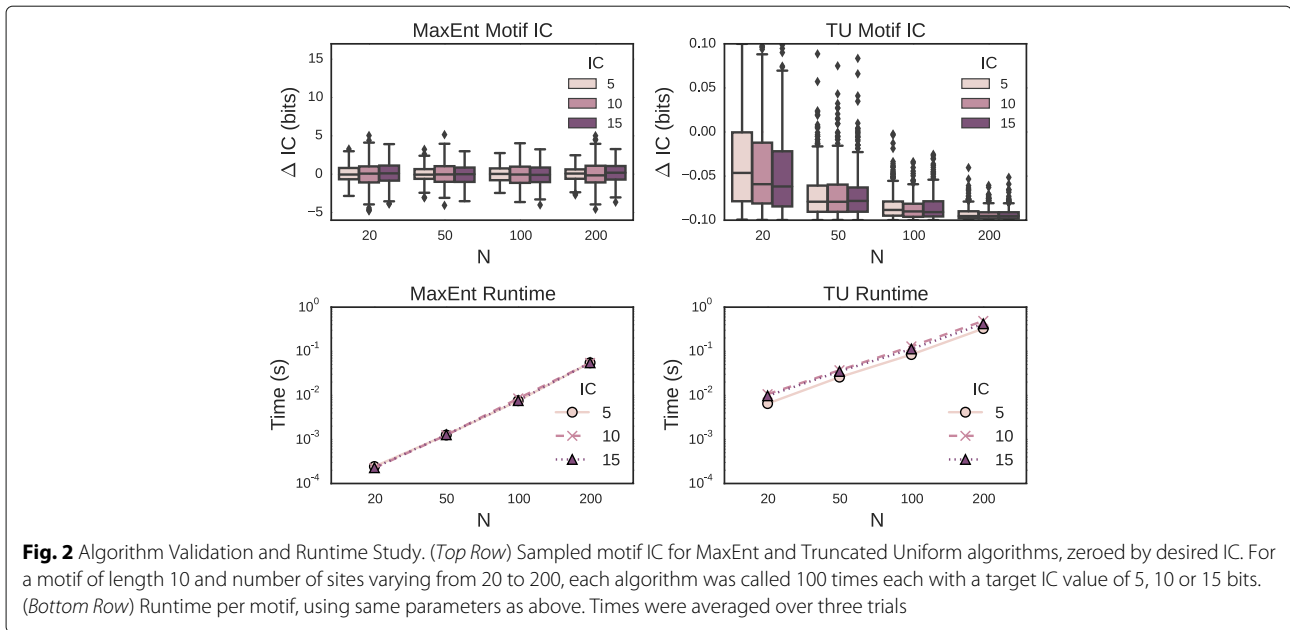 MaxEnt Motif IC
15
10
5
0
−5
Δ IC (bits)
IC
5
10
15
20 50 100 200
N
TU Motif IC
0.10
0.05
0.00
−0.05
−0.10
Δ IC (bits)
IC
5
10
15
20 50 100 200
N
MaxEnt Runtime
10⁰
10⁻¹
10⁻²
10⁻³
10⁻⁴
Time (s)
IC
5
10
15
20 50 100 200
N
TU Runtime
10⁰
10⁻¹
10⁻²
10⁻³
10⁻⁴
Time (s)
IC
5
10
15
20 50 100 200
N
Fig. 2 Algorithm Validation and Runtime Study. (Top Row) Sampled motif IC for MaxEnt and Truncated Uniform algorithms, zeroed by desired IC. For
a motif of length 10 and number of sites varying from 20 to 200, each algorithm was called 100 times each with a target IC value of 5, 10 or 15 bits.
(Bottom Row) Runtime per motif, using same parameters as above. Times were averaged over three trials